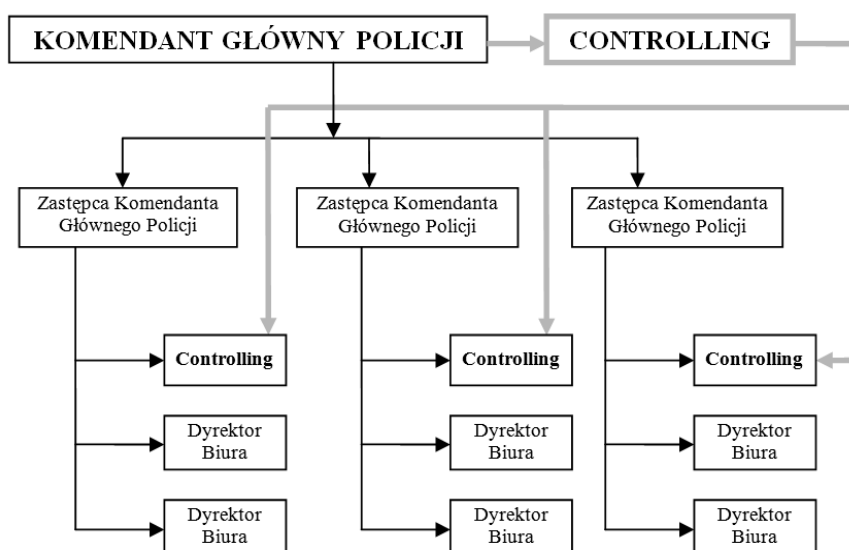 KOMENDANT GŁÓWNY POLICJI
CONTROLLING
Zastępca Komendanta
Głównego Policji
Zastępca Komendanta
Głównego Policji
Zastępca Komendanta
Głównego Policji
Controlling
Controlling
Controlling
Dyrektor
Biura
Dyrektor
Biura
Dyrektor
Biura
Dyrektor
Biura
Dyrektor
Biura
Dyrektor
Biura